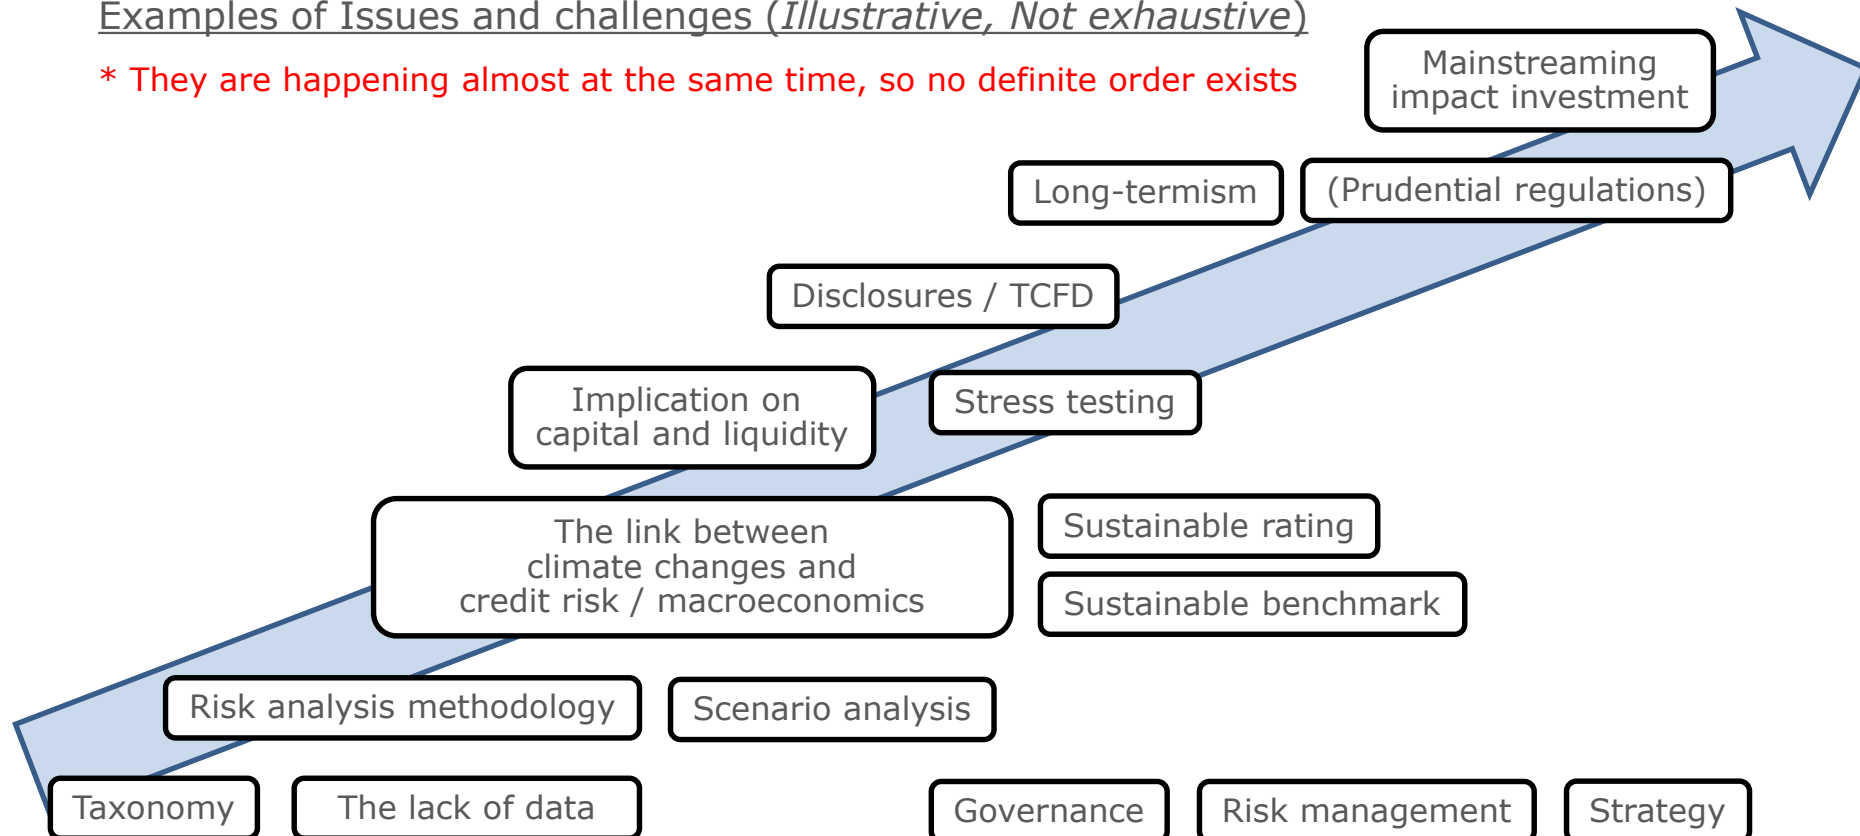 Examples of Issues and challenges (Illustrative, Not exhaustive)
* They are happening almost at the same time, so no definite order exists
Mainstreaming
impact investment
Long-termism
(Prudential regulations)
Disclosures / TCFD
Implication on
capital and liquidity
Stress testing
The link between
climate changes and
credit risk / macroeconomics
Sustainable rating
Sustainable benchmark
Risk analysis methodology
Scenario analysis
Taxonomy
The lack of data
Governance
Risk management
Strategy